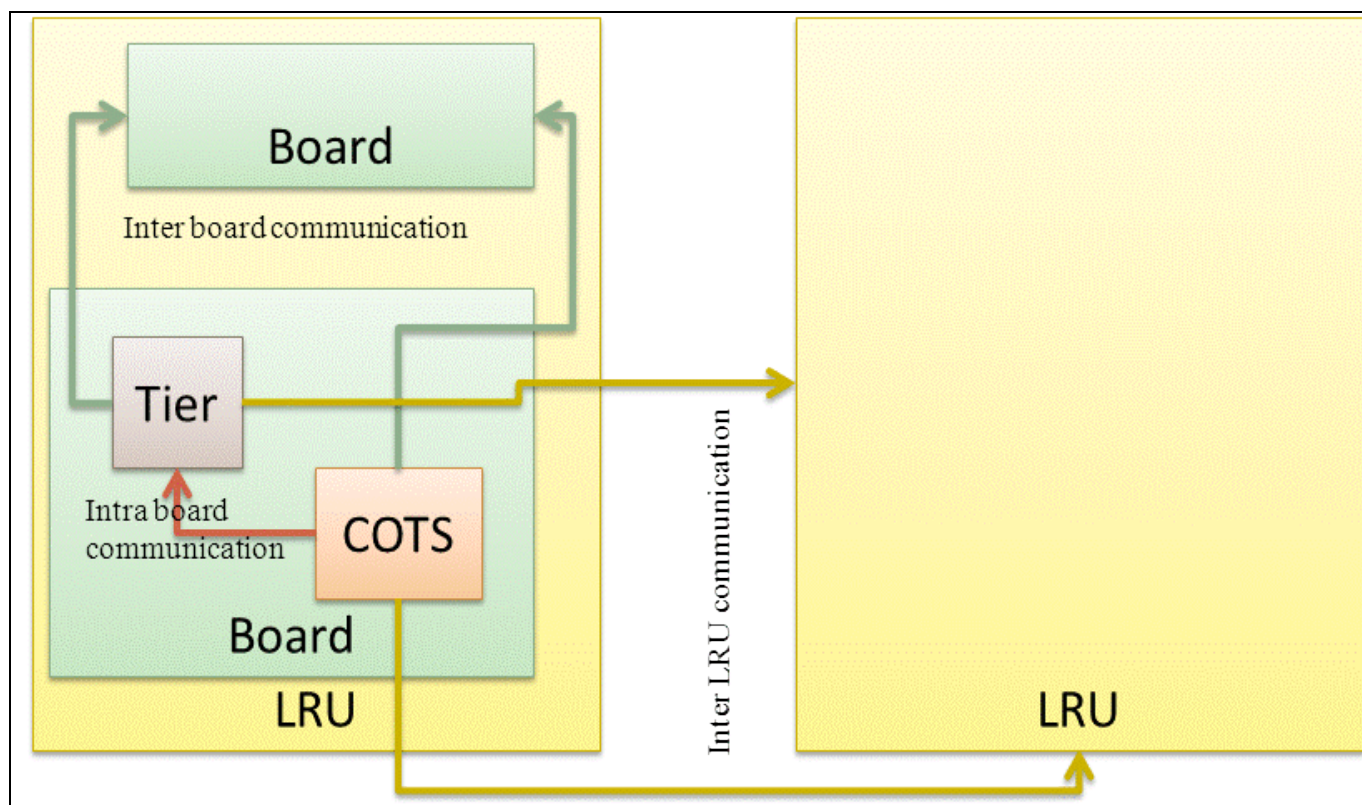 Board
Inter board communication
Tier
Intra board
communication
COTS
Board
LRU
Inter LRU communication
LRU